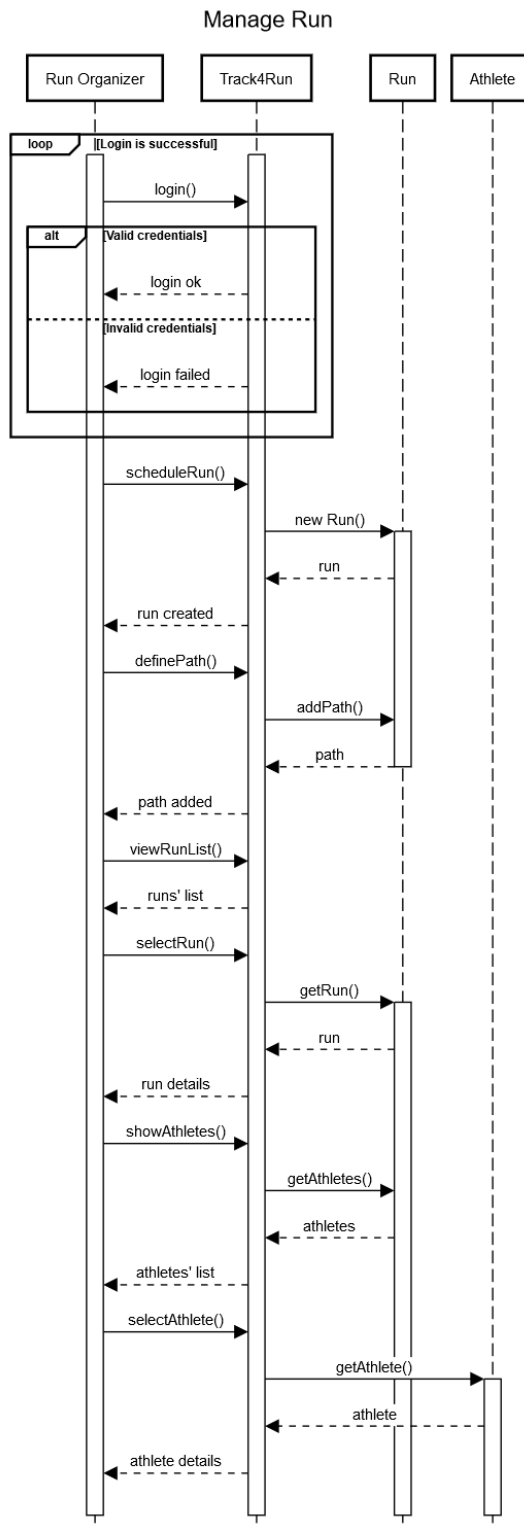 Manage Run
Run Organizer
Track4Run
Run
Athlete
loop
[Login is successful]
login()
alt
[Valid credentials]
login ok
[Invalid credentials]
login failed
scheduleRun()
new Run()
run
run created
definePath()
addPath()
path
path added
viewRunList()
runs' list
selectRun()
getRun()
run
run details
showAthletes()
getAthletes()
athletes
athletes' list
selectAthlete()
getAthlete()
athlete
athlete details